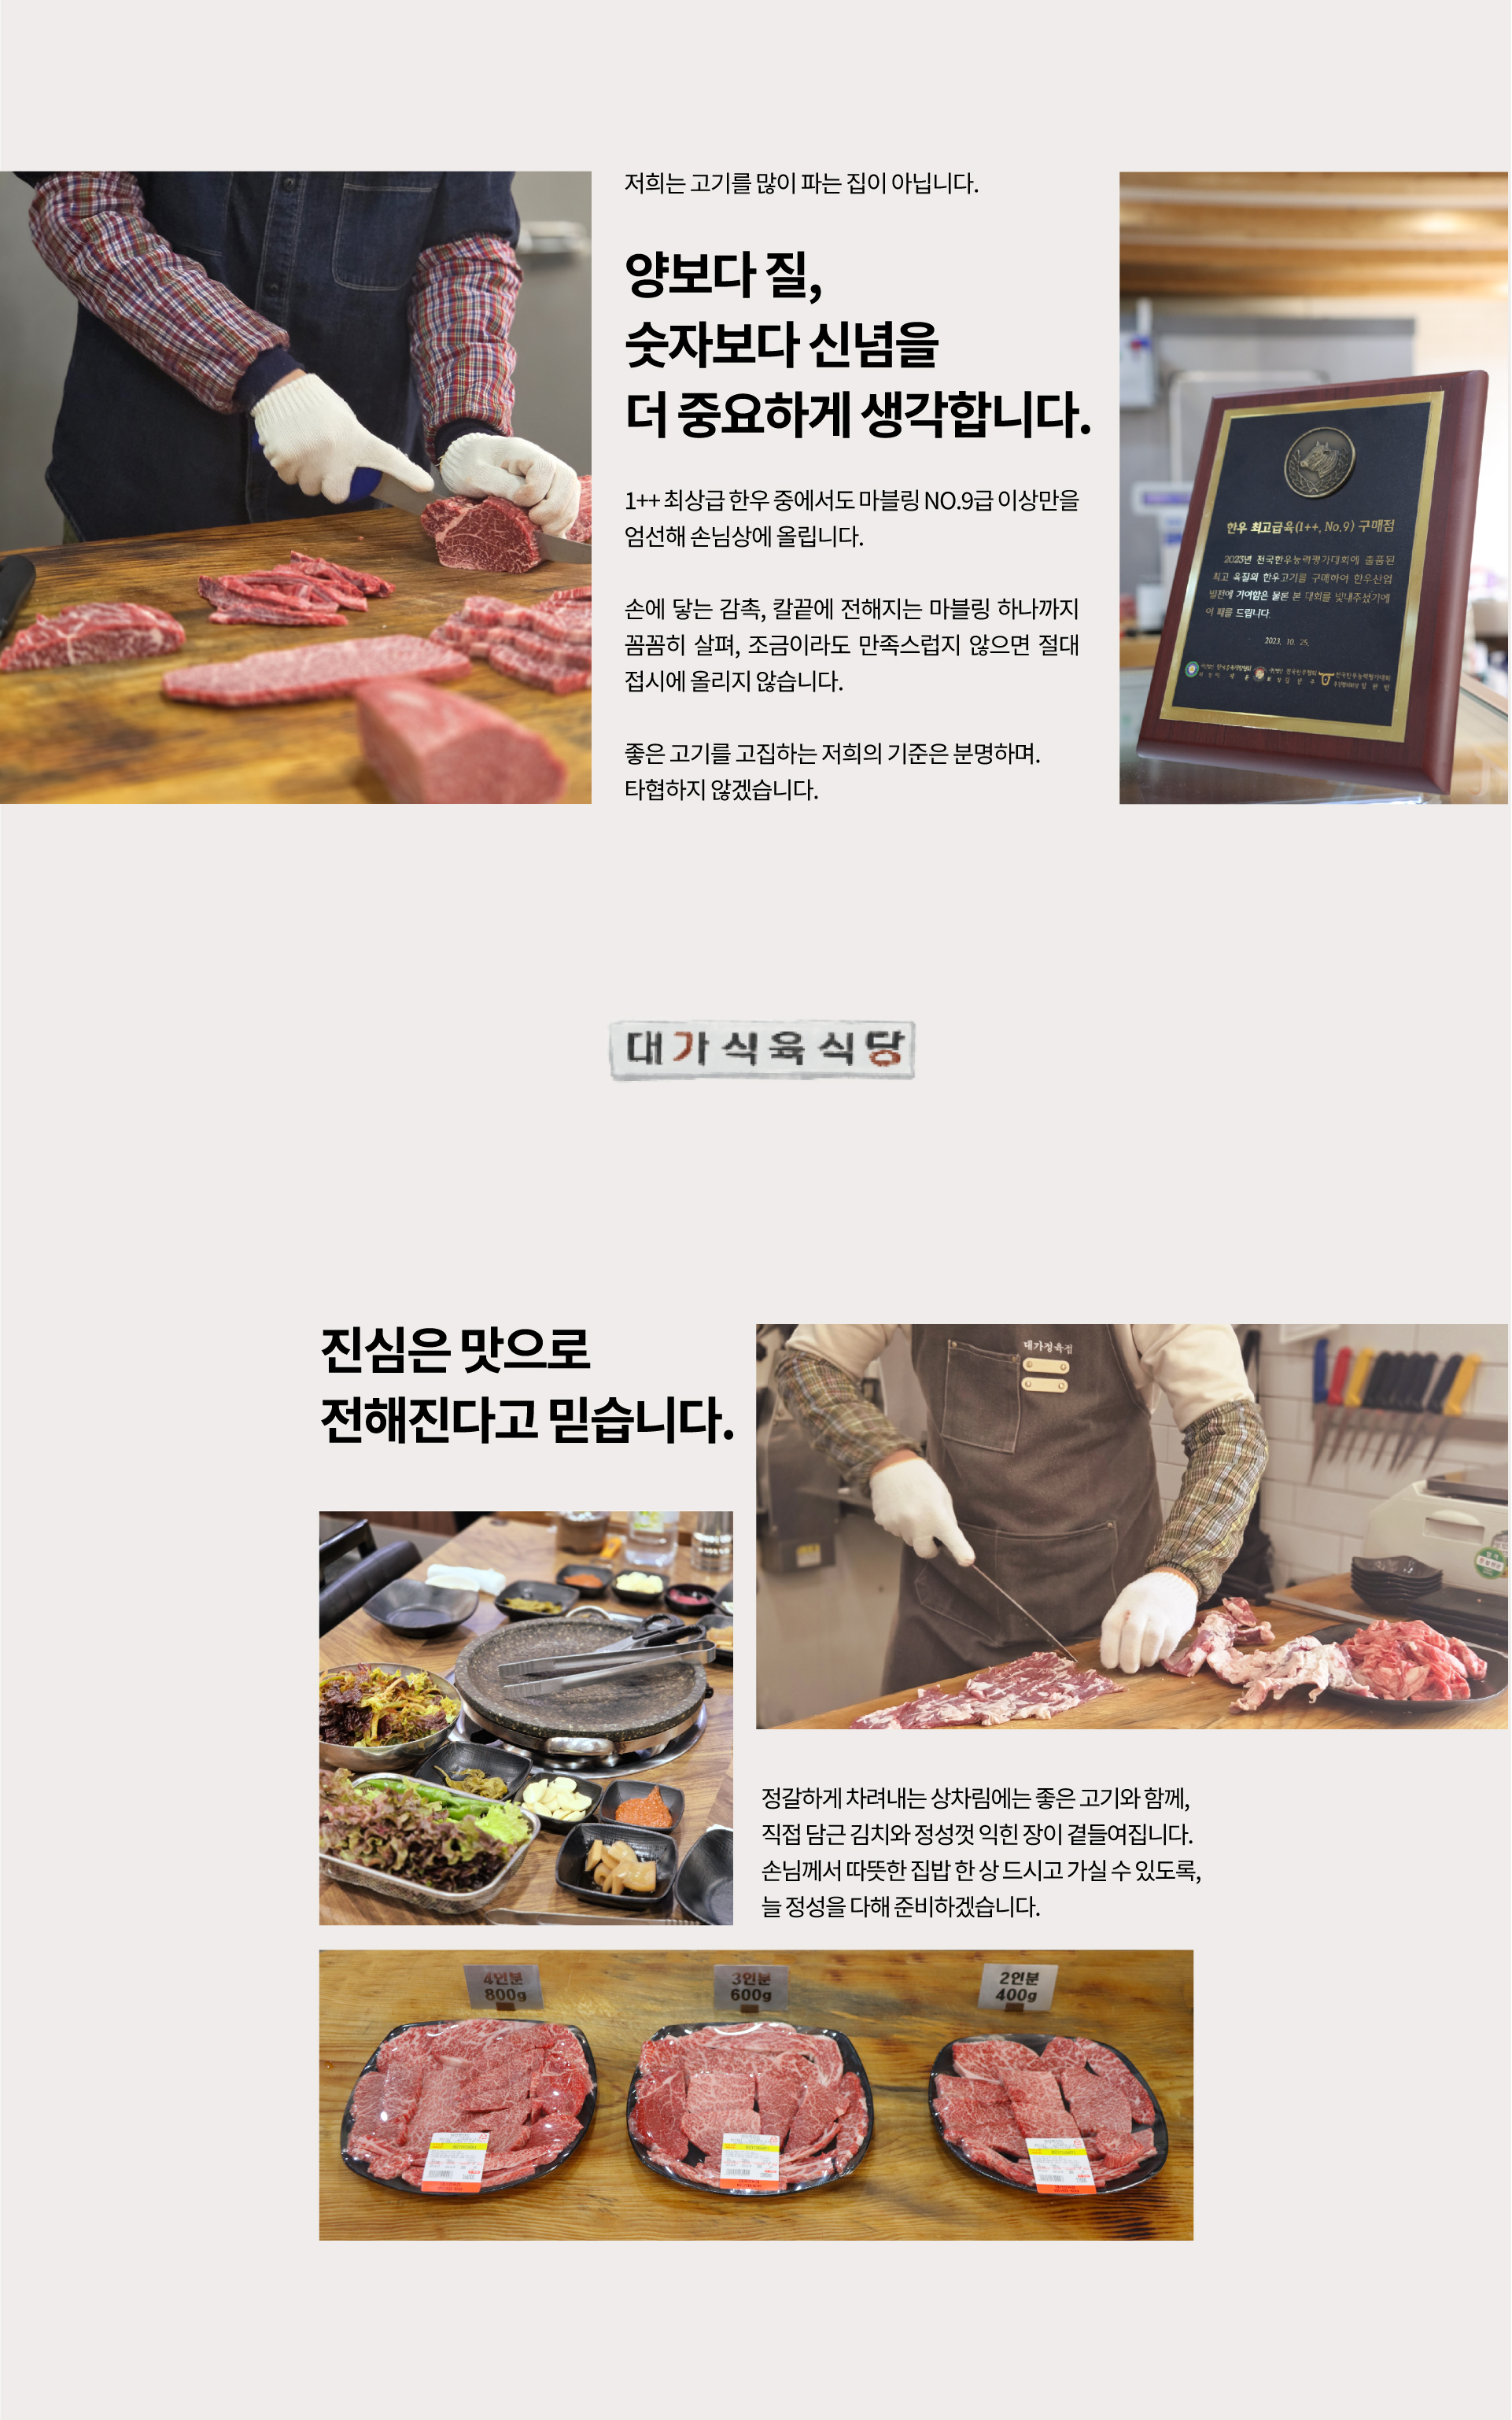 저희는 고기를 많이 파는 집이 아닙니다.
양보다 질,
숫자보다 신념을
더 중요하게 생각합니다.
1++ 최상급 한우 중에서도 마블링 NO.9급 이상만을
엄선해 손님상에 올립니다.
손에 닿는 감촉, 칼끝에 전해지는 마블링 하나까지
꼼꼼히 살펴, 조금이라도 만족스럽지 않으면 절대
접시에 올리지 않습니다.
좋은 고기를 고집하는 저희의 기준은 분명하며.
타협하지 않겠습니다.
한우 최고급육(1++, No.9) 구매점
2023년 전국한우능력평가대회에 출품된
최고 육질의 한우고기를 구매하여 한우산업
발전에 기여함은 물론 본 대회를 빛내주셨기에
이 패를 드립니다.
2023. 10. 25.
대가식육식당
진심은 맛으로
전해진다고 믿습니다.
대가정육점
정갈하게 차려내는 상차림에는 좋은 고기와 함께,
직접 담근 김치와 정성껏 익힌 장이 곁들여집니다.
손님께서 따뜻한 집밥 한 상 드시고 가실 수 있도록,
늘 정성을 다해 준비하겠습니다.
4인분
800g
3인분
600g
2인분
400g